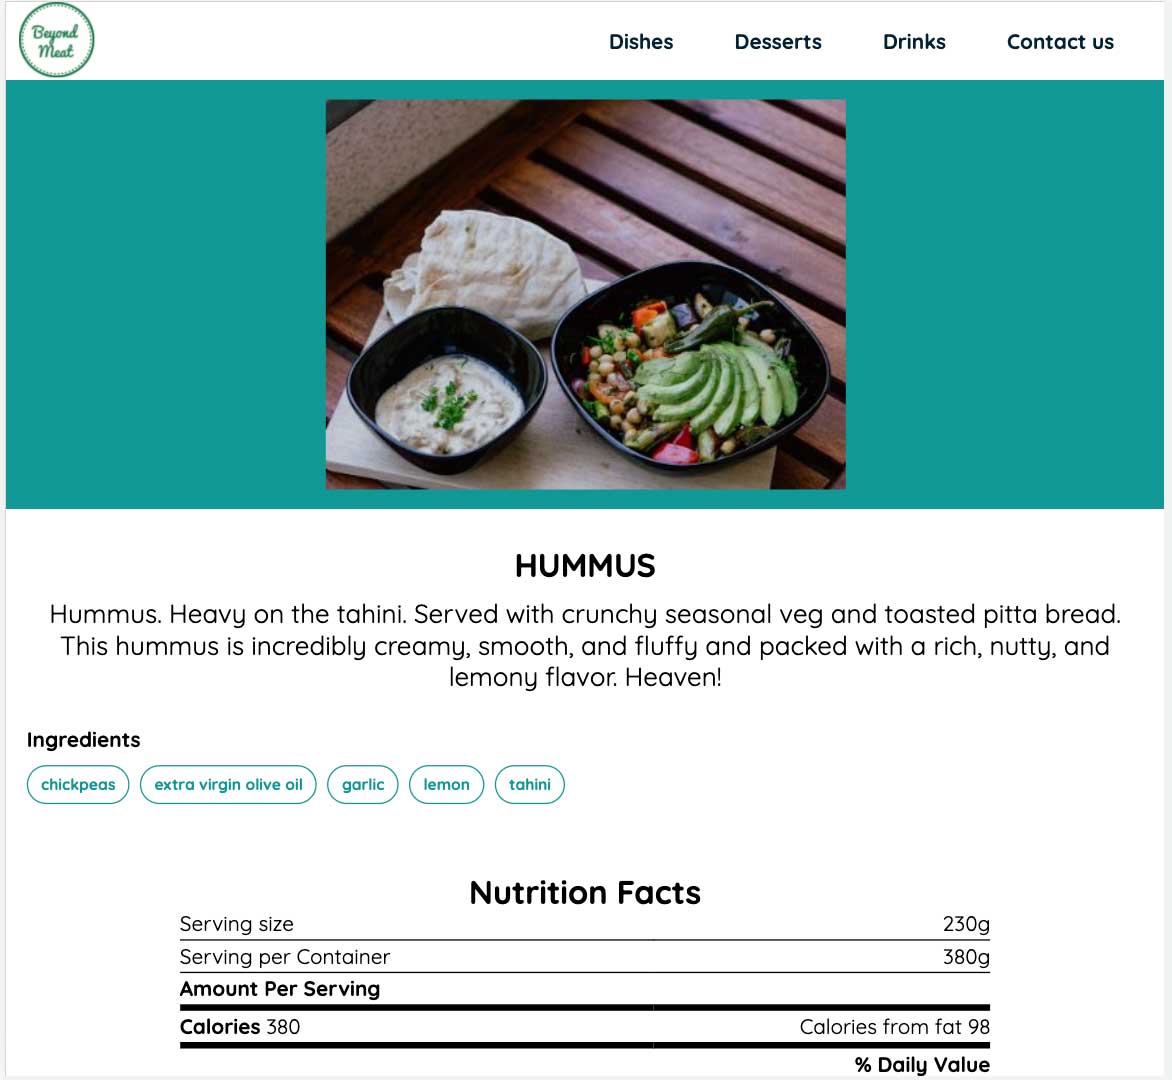 Beyond
Meat
Dishes Desserts Drinks Contact us
HUMMUS
Hummus. Heavy on the tahini. Served with crunchy seasonal veg and toasted pitta bread.
This hummus is incredibly creamy, smooth, and fluffy and packed with a rich, nutty, and
lemony flavor. Heaven!
Ingredients
chickpeas extra virgin olive oil garlic lemon tahini
Nutrition Facts
Serving size 230g
Serving per Container 380g
Amount Per Serving
Calories 380 Calories from fat 98
% Daily Value